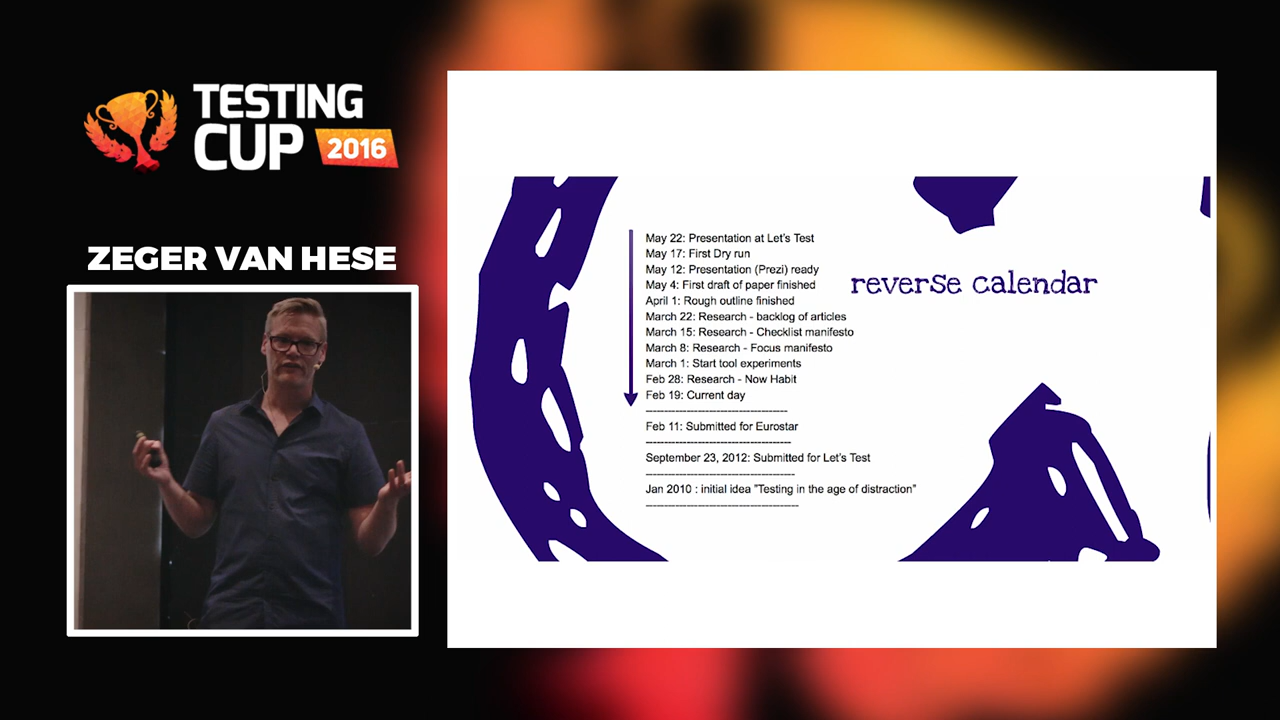 TESTING
CUP
2016
ZEGER VAN HESE
May 22: Presentation at Let's Test
May 17: First Dry run
May 12: Presentation (Prezi) ready
May 4: First draft of paper finished
reverse calendar
April 1: Rough outline finished
March 22: Research - backlog of articles
March 15: Research - Checklist manifesto
March 8: Research - Focus manifesto
March 1: Start tool experiments
Feb 28: Research - Now Habit
Feb 19: Current day
--------------------------------------
Feb 11: Submitted for Eurostar
---------------------------------------
September 23, 2012: Submitted for Let's Test
----------------------------------------
Jan 2010 : initial idea "Testing in the age of distraction"
-----------------------------------------